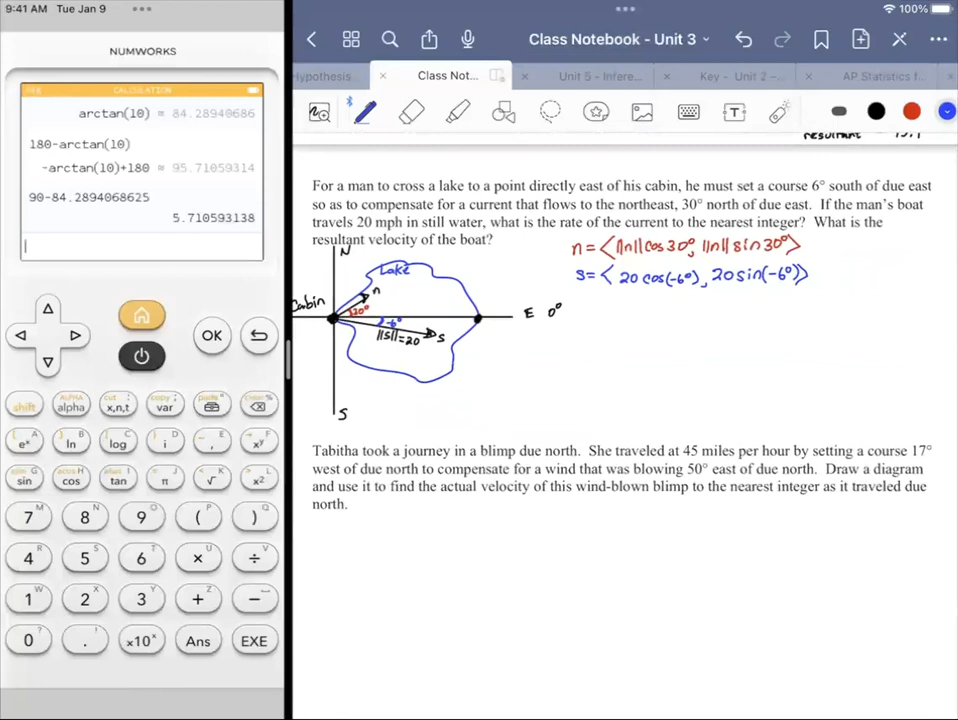 9:41 AM Tue Jan 9
100%
NUMWORKS
CALCULATION
arctan(10) ≈ 84.28940686
180-arctan(10)
-arctan(10)+180 ≈ 95.71059314
90-84.2894068625
5.710593138
OK
shift alpha x,n,t var
cut copy paste clear
ALPHA
eˣ ln log i , xʸ
sin cos tan π √ x²
7 8 9 ( )
4 5 6 × ÷
1 2 3 + −
0 . ×10ˣ Ans EXE
Class Notebook - Unit 3
Hypothesis
Class Not...
Unit 5 - Infere...
Key - Unit 2 -...
AP Statistics f...
For a man to cross a lake to a point directly east of his cabin, he must set a course 6° south of due east
so as to compensate for a current that flows to the northeast, 30° north of due east. If the man's boat
travels 20 mph in still water, what is the rate of the current to the nearest integer? What is the
resultant velocity of the boat?
n = <||n|| cos 30°, ||n|| sin 30°>
s = < 20 cos(-6°), 20 sin(-6°)>
N
Lake
Cabin
n
E 0°
-6°
||s||=20
s
S
Tabitha took a journey in a blimp due north. She traveled at 45 miles per hour by setting a course 17°
west of due north to compensate for a wind that was blowing 50° east of due north. Draw a diagram
and use it to find the actual velocity of this wind-blown blimp to the nearest integer as it traveled due
north.